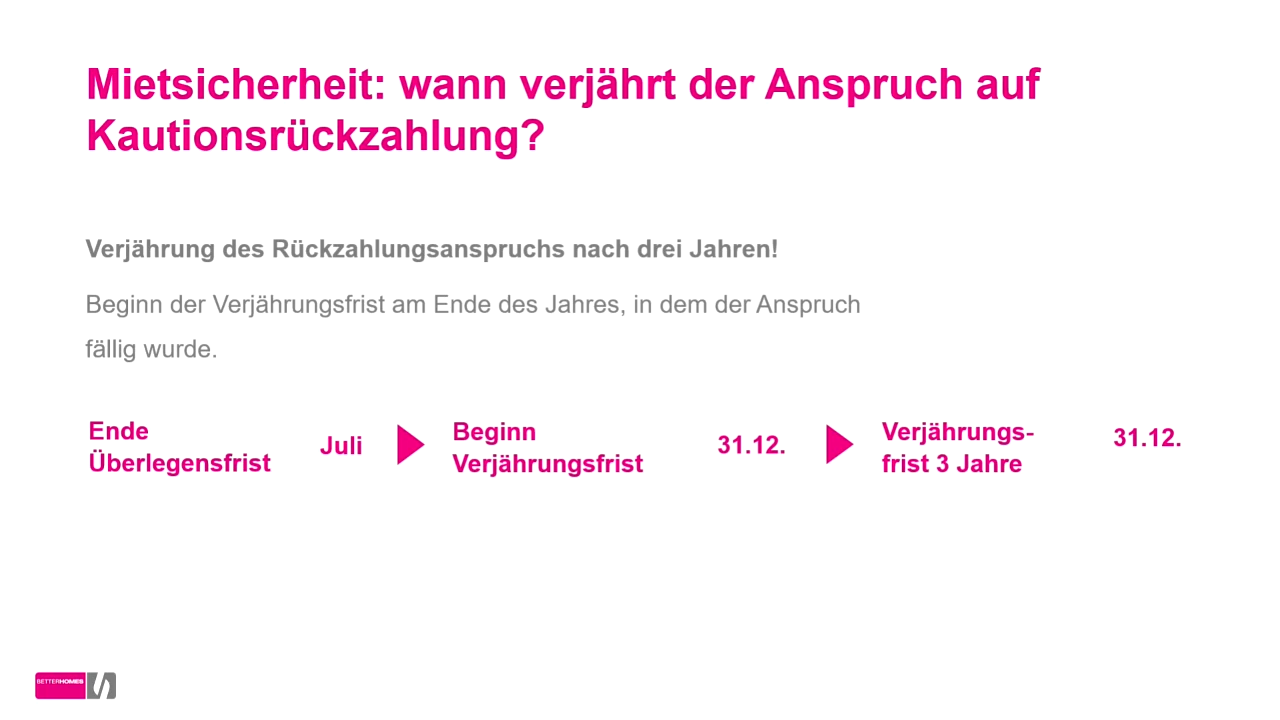 Mietsicherheit: wann verjährt der Anspruch auf
Kautionsrückzahlung?
Verjährung des Rückzahlungsanspruchs nach drei Jahren!
Beginn der Verjährungsfrist am Ende des Jahres, in dem der Anspruch
fällig wurde.
Ende
Überlegensfrist
Juli
Beginn
Verjährungsfrist
31.12.
Verjährungs-
frist 3 Jahre
31.12.
BETTERHOMES